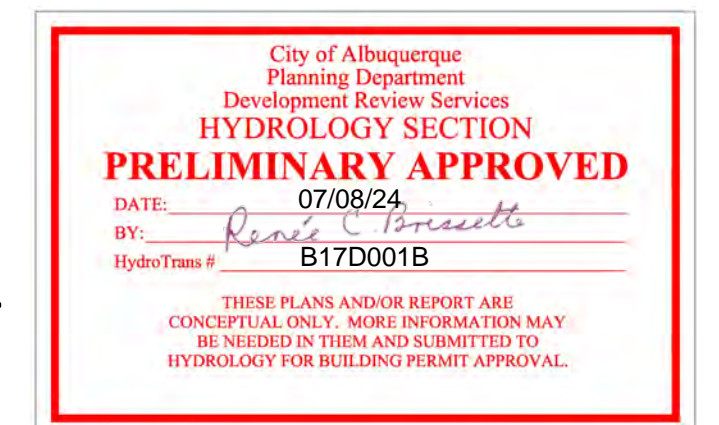 City of Albuquerque
Planning Department
Development Review Services
HYDROLOGY SECTION
PRELIMINARY APPROVED
DATE: 07/08/24
BY: Renée C. Brissette
HydroTrans # B17D001B
THESE PLANS AND/OR REPORT ARE
CONCEPTUAL ONLY. MORE INFORMATION MAY
BE NEEDED IN THEM AND SUBMITTED TO
HYDROLOGY FOR BUILDING PERMIT APPROVAL.